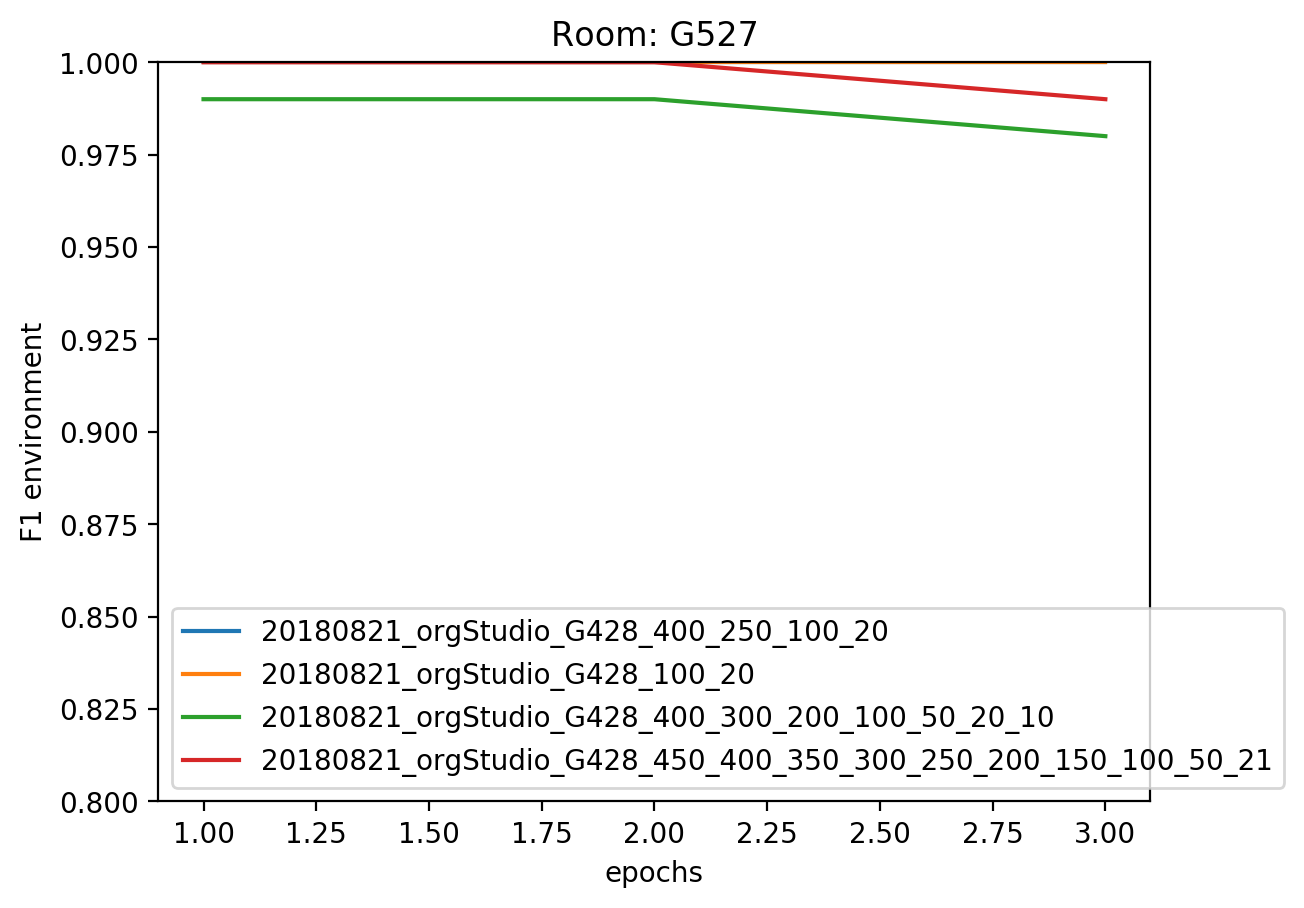 Room: G527
1.000
0.975
0.950
0.925
0.900
0.875
0.850
0.825
0.800
F1 environment
20180821_orgStudio_G428_400_250_100_20
20180821_orgStudio_G428_100_20
20180821_orgStudio_G428_400_300_200_100_50_20_10
20180821_orgStudio_G428_450_400_350_300_250_200_150_100_50_21
1.00 1.25 1.50 1.75 2.00 2.25 2.50 2.75 3.00
epochs